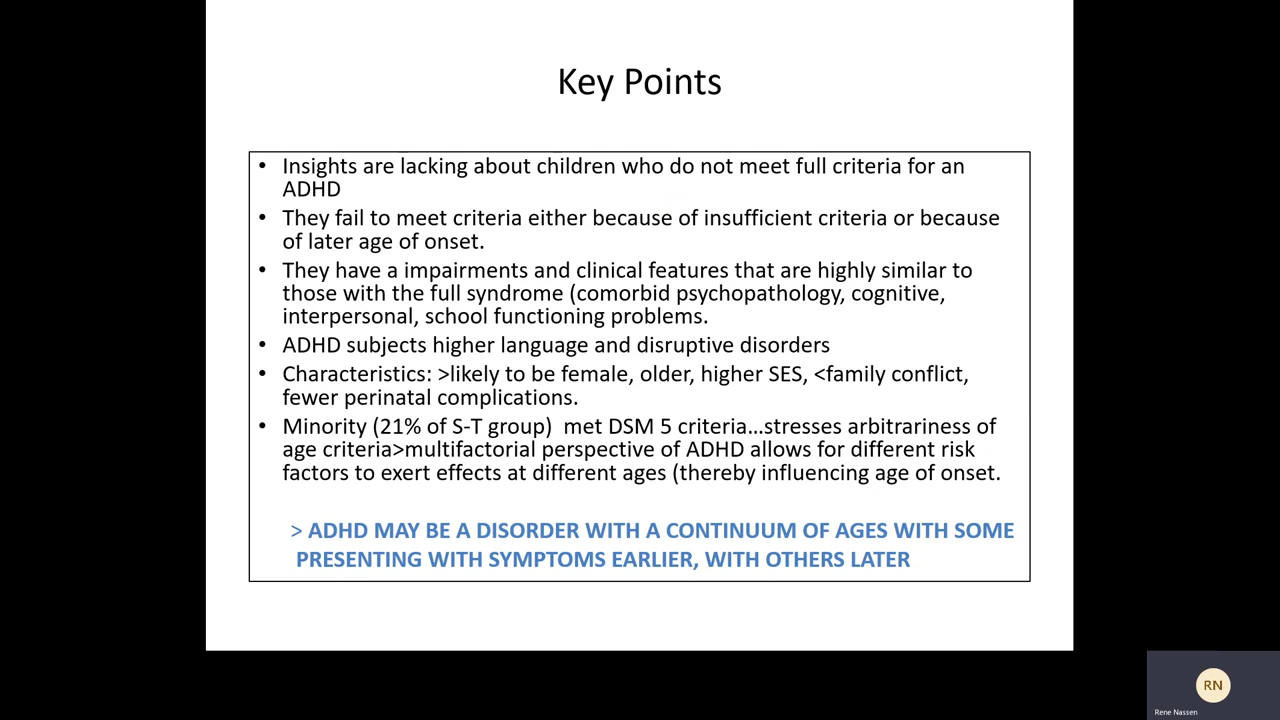 Key Points
• Insights are lacking about children who do not meet full criteria for an
ADHD
• They fail to meet criteria either because of insufficient criteria or because
of later age of onset.
• They have a impairments and clinical features that are highly similar to
those with the full syndrome (comorbid psychopathology, cognitive,
interpersonal, school functioning problems.
• ADHD subjects higher language and disruptive disorders
• Characteristics: >likely to be female, older, higher SES, <family conflict,
fewer perinatal complications.
• Minority (21% of S-T group)  met DSM 5 criteria…stresses arbitrariness of
age criteria>multifactorial perspective of ADHD allows for different risk
factors to exert effects at different ages (thereby influencing age of onset.
> ADHD MAY BE A DISORDER WITH A CONTINUUM OF AGES WITH SOME
PRESENTING WITH SYMPTOMS EARLIER, WITH OTHERS LATER
RN
Rene Nassen